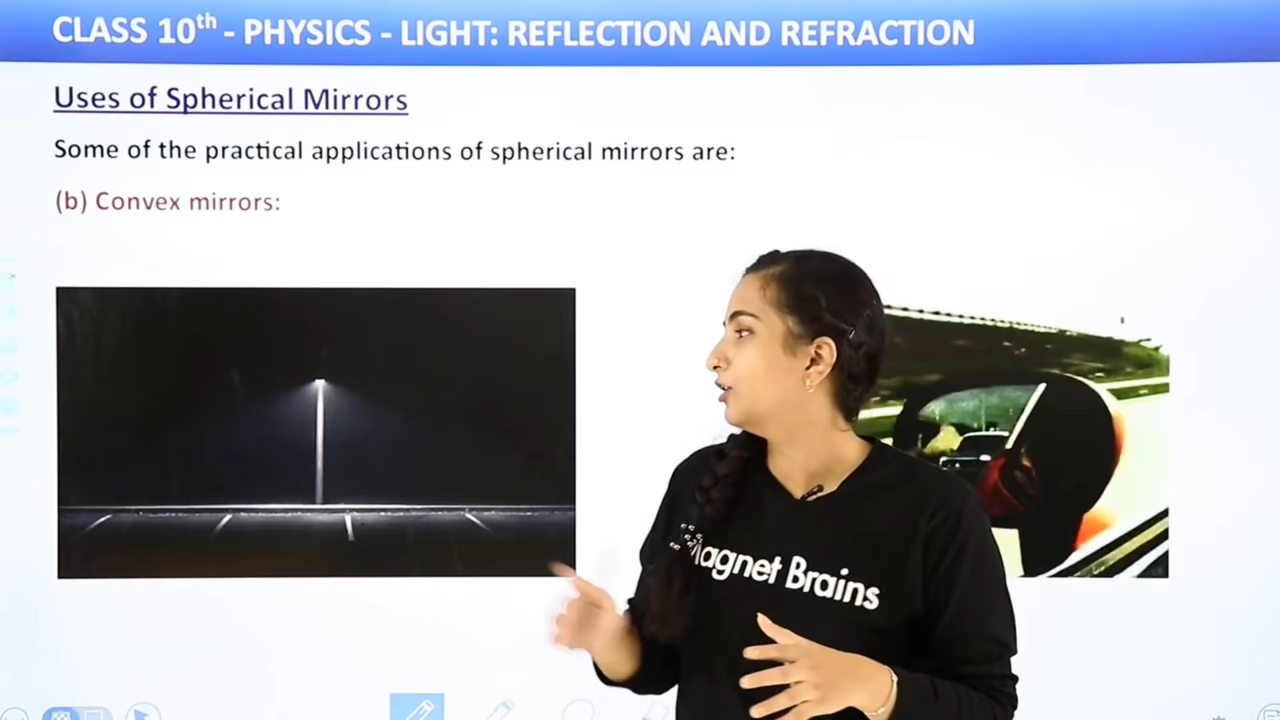 CLASS 10th - PHYSICS - LIGHT: REFLECTION AND REFRACTION
Uses of Spherical Mirrors
Some of the practical applications of spherical mirrors are:
(b) Convex mirrors:
Magnet Brains